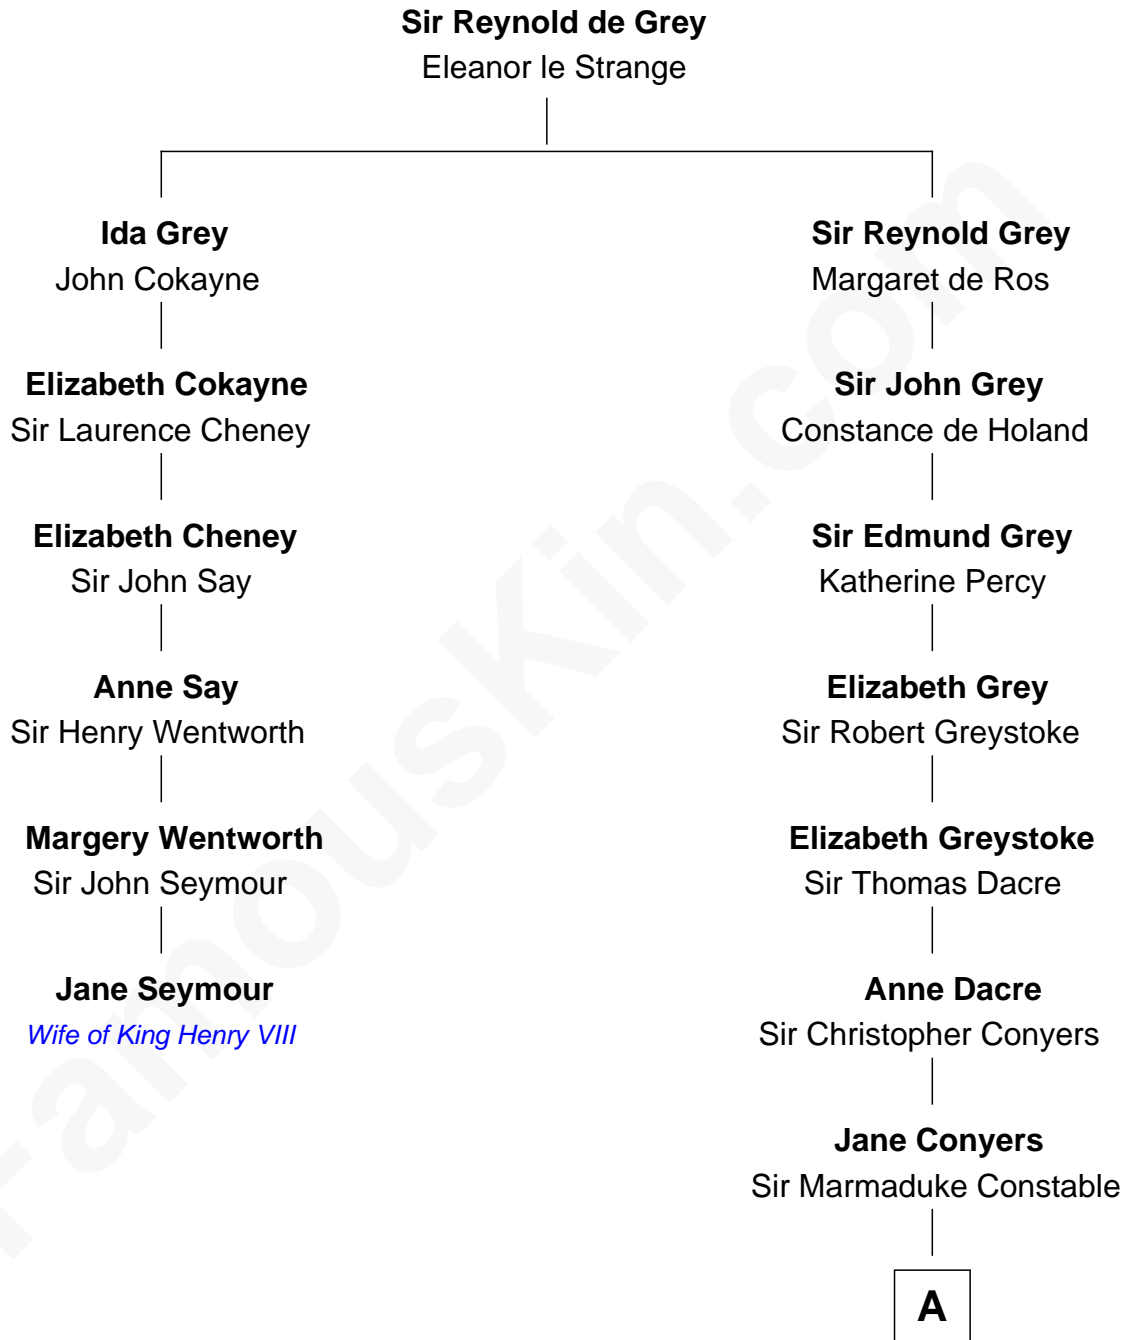 Sir Reynold de Grey
Eleanor le Strange
Ida Grey
John Cokayne
Sir Reynold Grey
Margaret de Ros
Elizabeth Cokayne
Sir Laurence Cheney
Sir John Grey
Constance de Holand
Elizabeth Cheney
Sir John Say
Sir Edmund Grey
Katherine Percy
Anne Say
Sir Henry Wentworth
Elizabeth Grey
Sir Robert Greystoke
Margery Wentworth
Sir John Seymour
Elizabeth Greystoke
Sir Thomas Dacre
Jane Seymour
Wife of King Henry VIII
Anne Dacre
Sir Christopher Conyers
Jane Conyers
Sir Marmaduke Constable
A
FamousKin.com